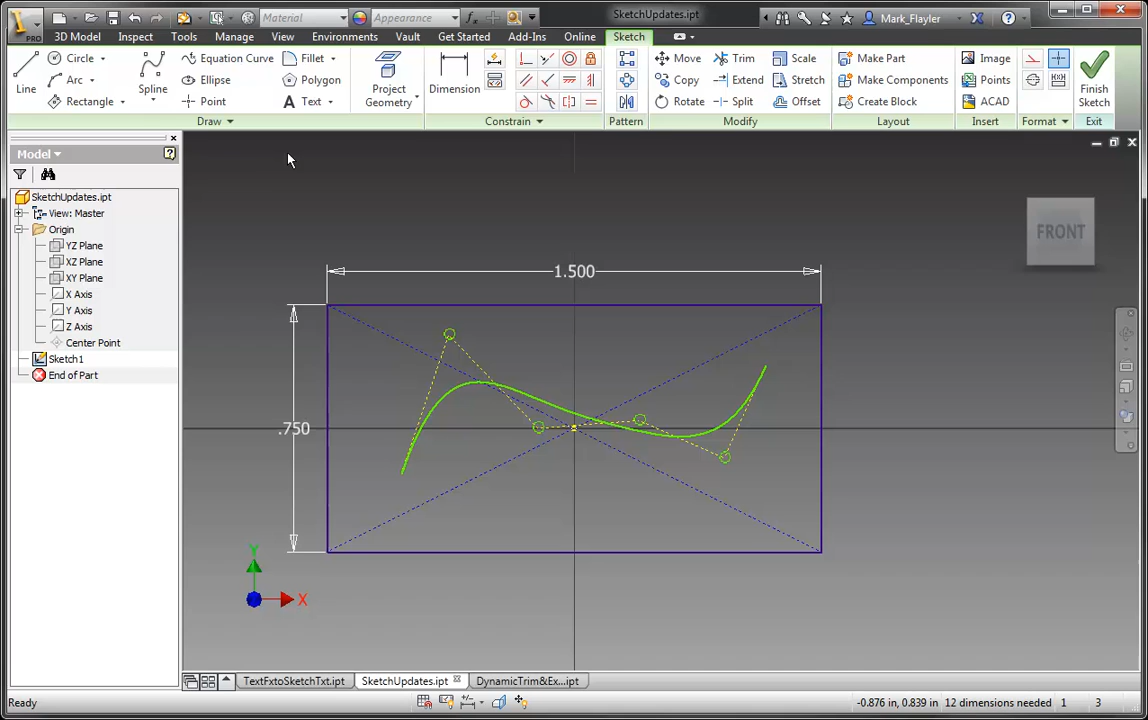 PRO
Material
Appearance
SketchUpdates.ipt
Mark_Flayler
3D Model Inspect Tools Manage View Environments Vault Get Started Add-Ins Online Sketch
Line
Circle
Arc
Rectangle
Spline
Equation Curve
Ellipse
Point
Fillet
Polygon
Text
Project
Geometry
Dimension
Move
Copy
Rotate
Trim
Extend
Split
Scale
Stretch
Offset
Make Part
Make Components
Create Block
Image
Points
ACAD
Finish
Sketch
Draw Constrain Pattern Modify Layout Insert Format Exit
Model
SketchUpdates.ipt
View: Master
Origin
YZ Plane
XZ Plane
XY Plane
X Axis
Y Axis
Z Axis
Center Point
Sketch1
End of Part
FRONT
1.500
.750
Y
X
TextFxtoSketchTxt.ipt SketchUpdates.ipt DynamicTrim&Ex...ipt
Ready
-0.876 in, 0.839 in 12 dimensions needed 1 3